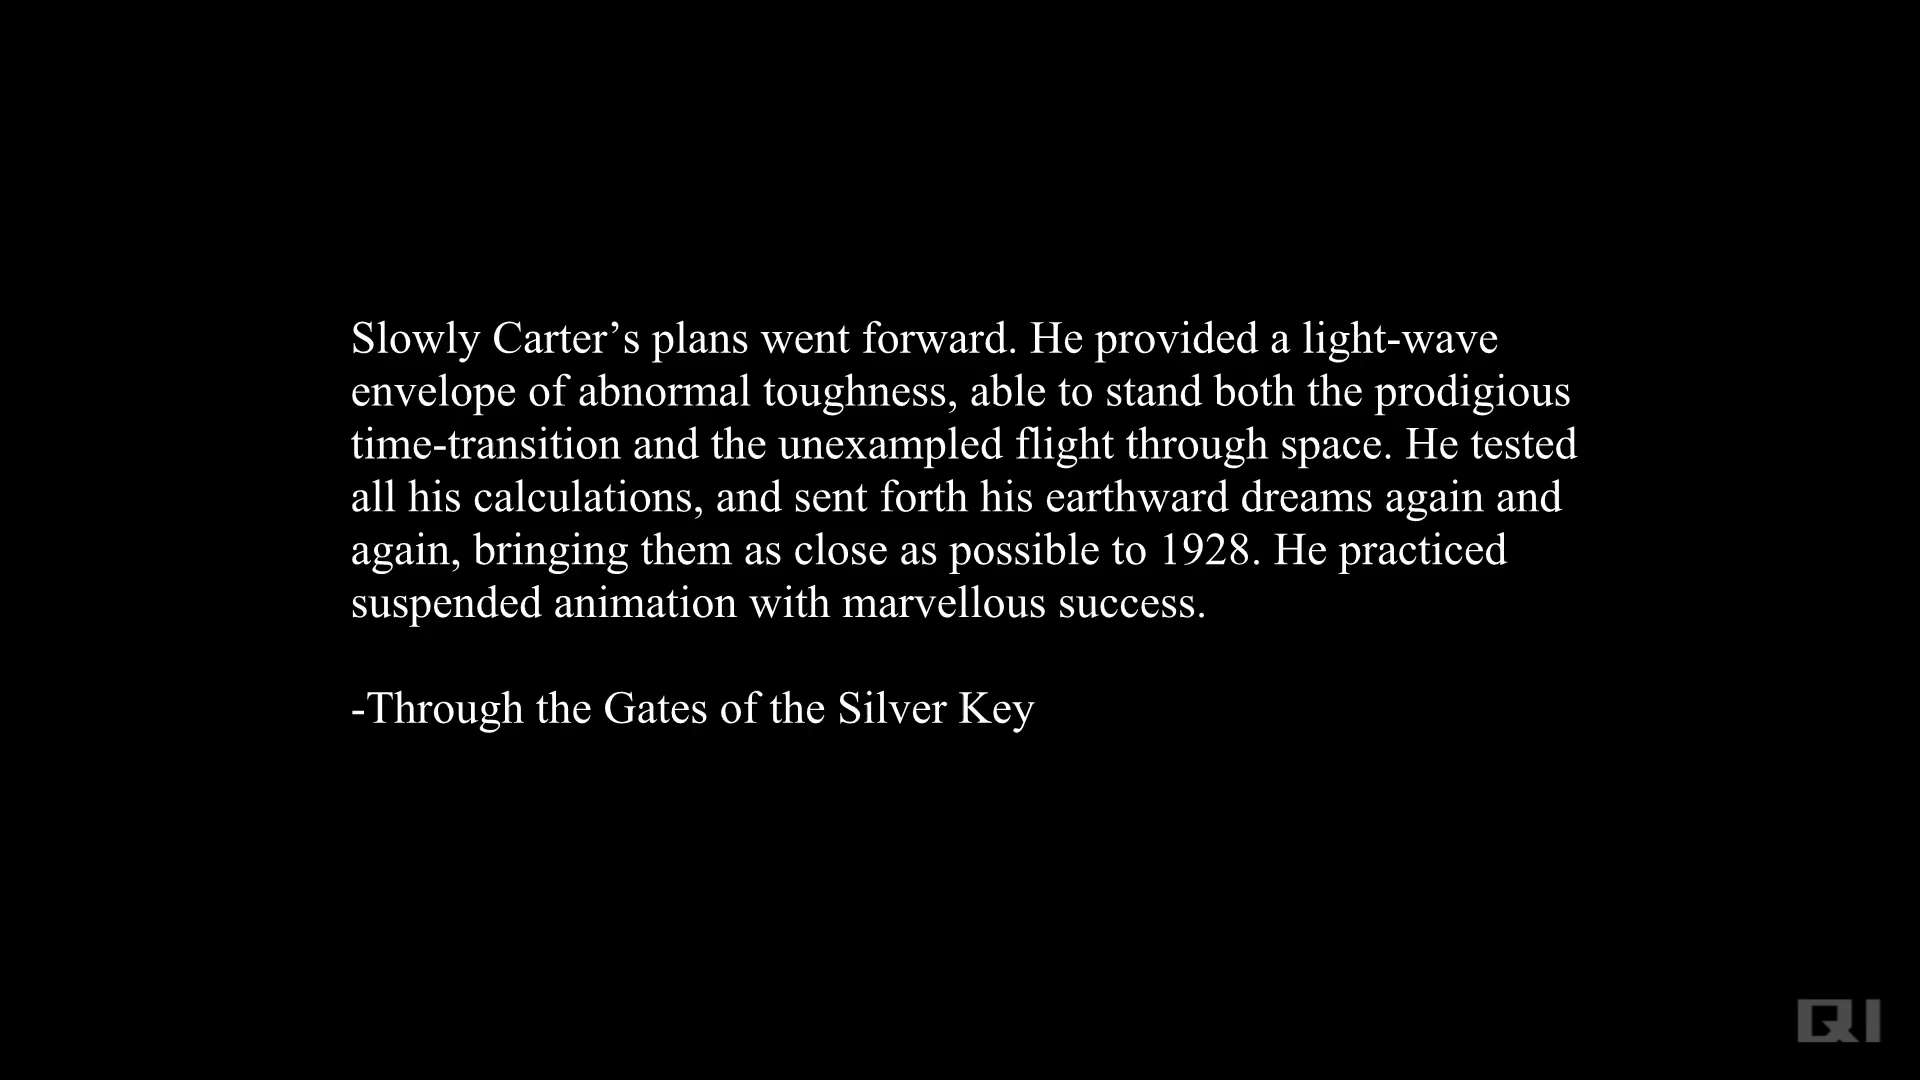 Slowly Carter’s plans went forward. He provided a light-wave
envelope of abnormal toughness, able to stand both the prodigious
time-transition and the unexampled flight through space. He tested
all his calculations, and sent forth his earthward dreams again and
again, bringing them as close as possible to 1928. He practiced
suspended animation with marvellous success.
-Through the Gates of the Silver Key
QI